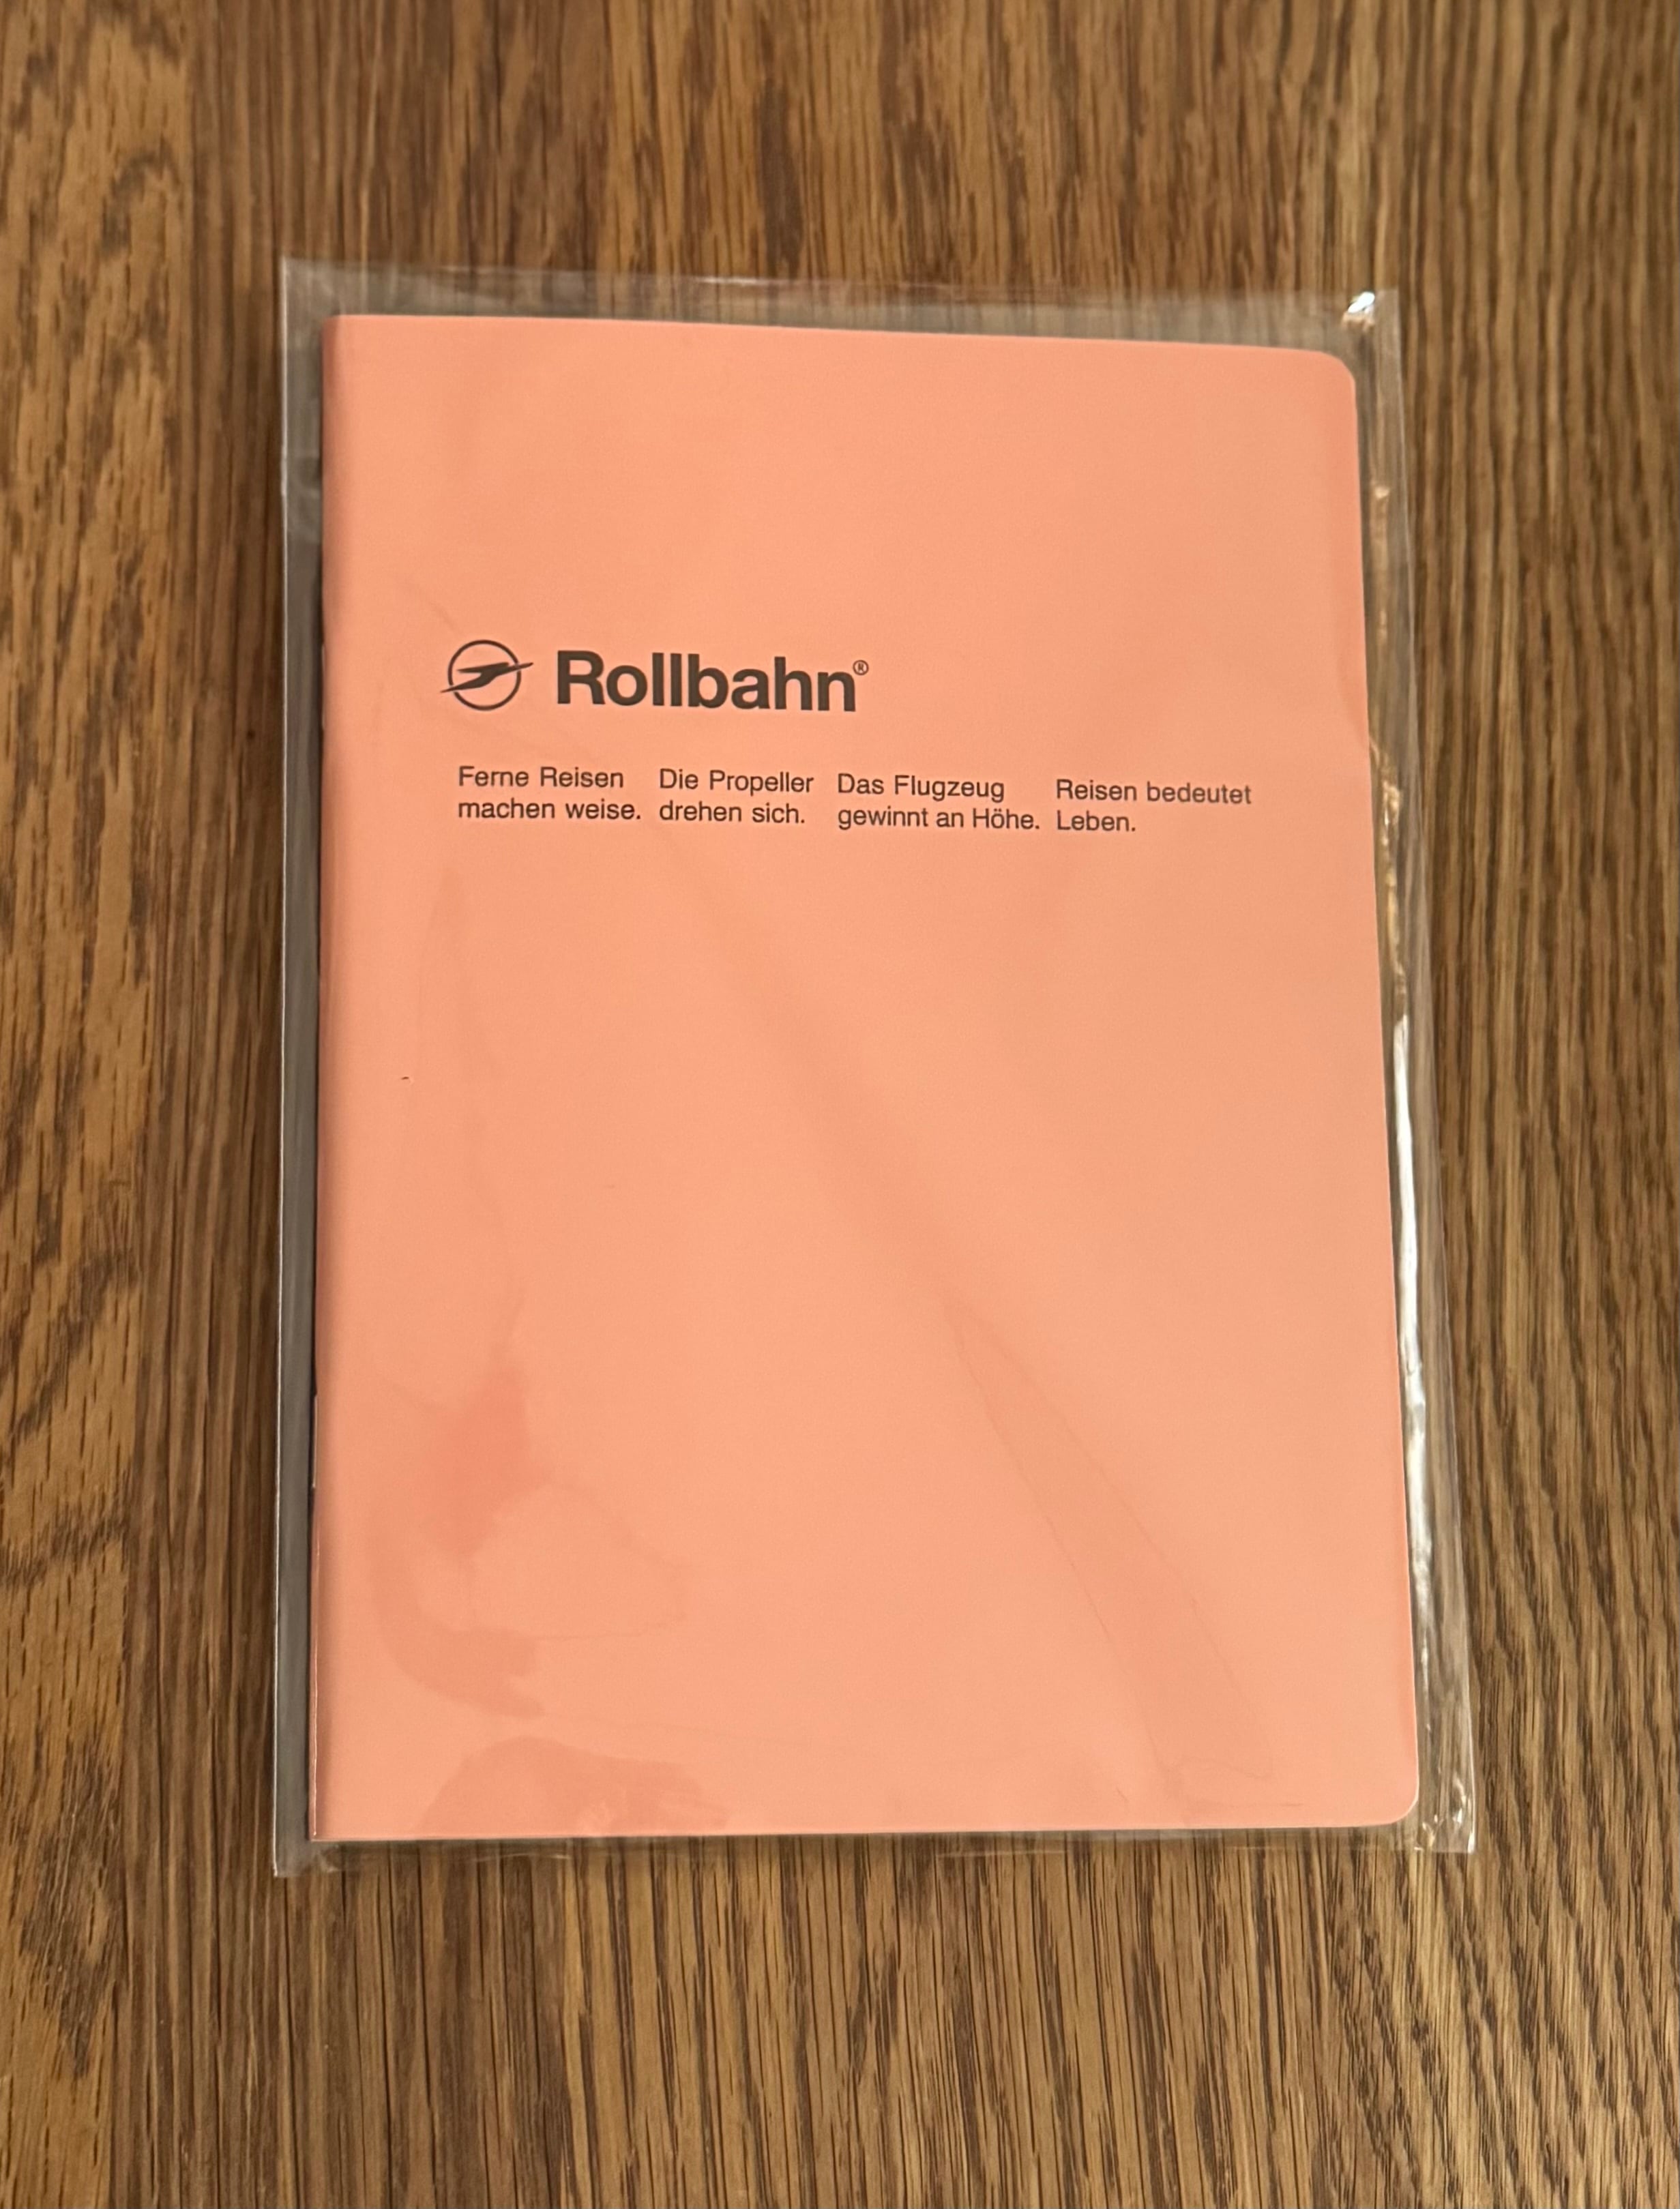 Rollbahn®
Ferne Reisen
machen weise.
Die Propeller
drehen sich.
Das Flugzeug
gewinnt an Höhe.
Reisen bedeutet
Leben.